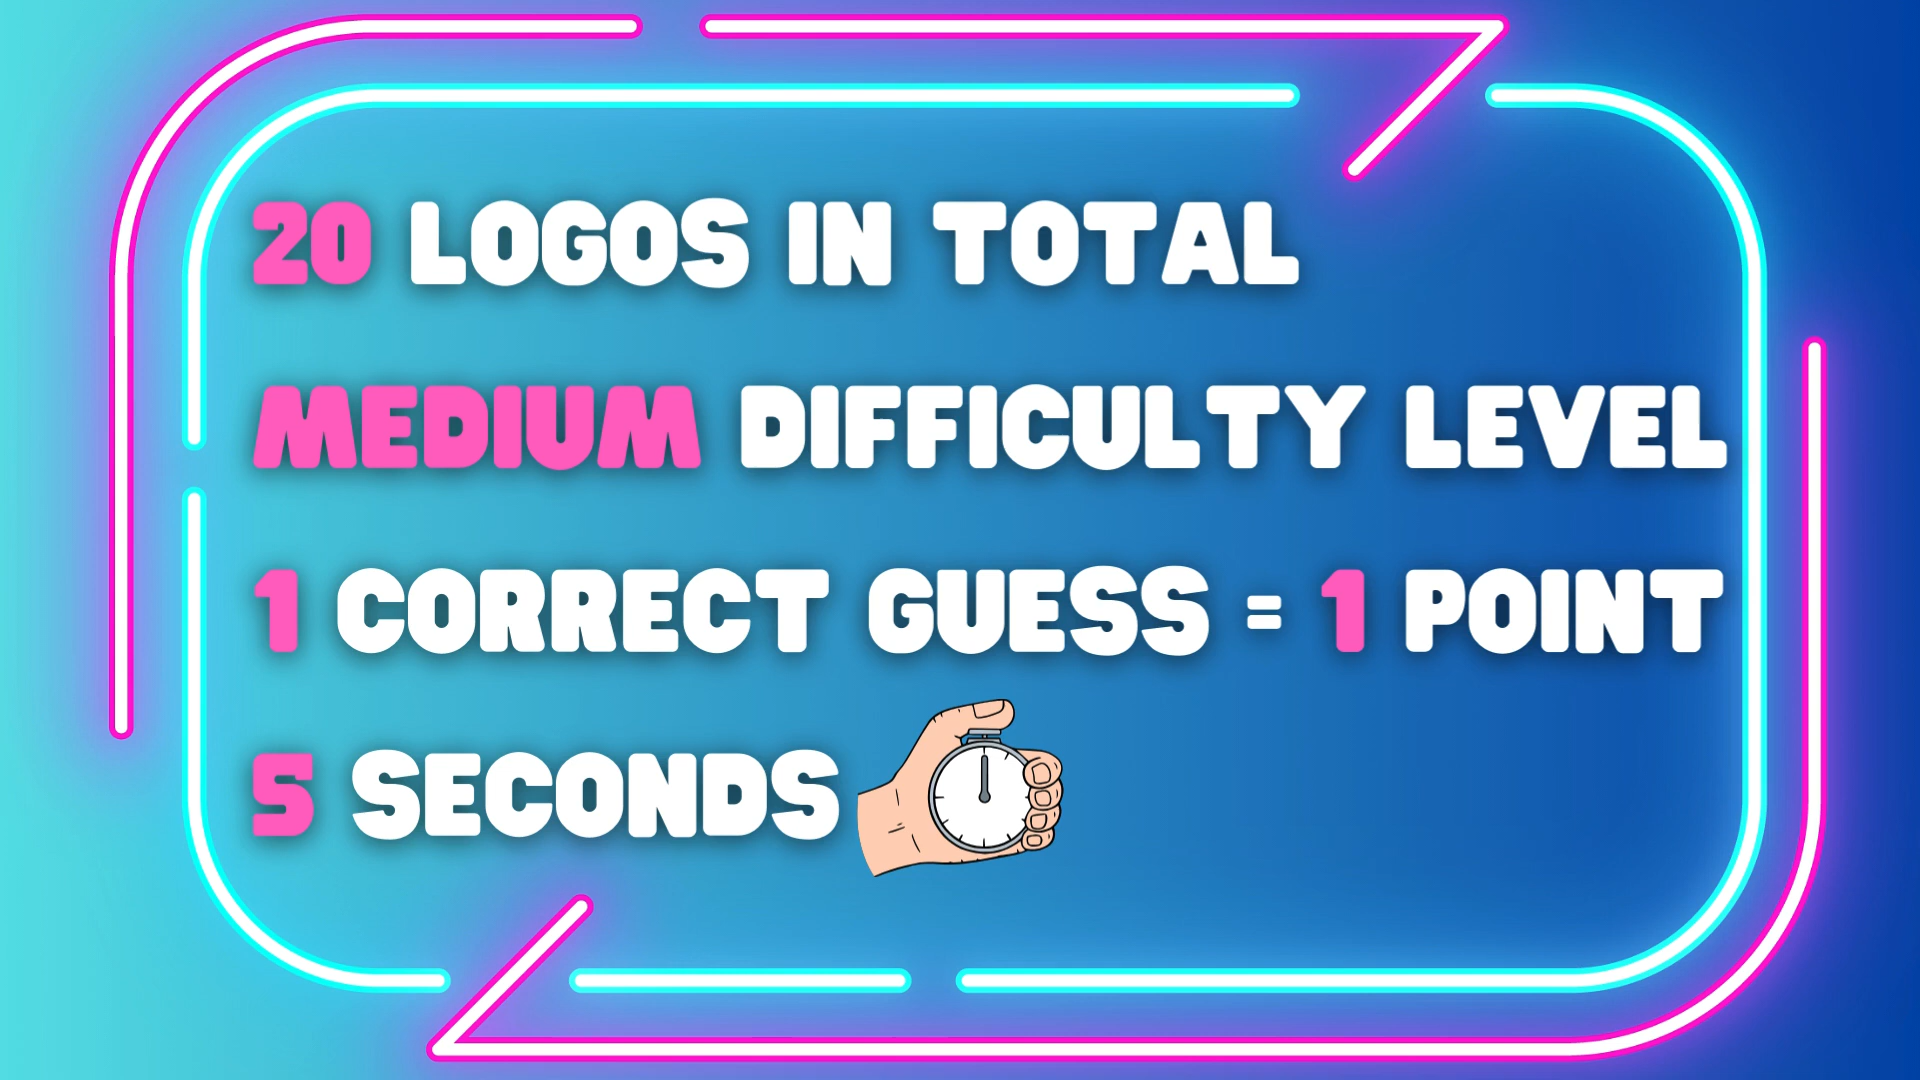 20 LOGOS IN TOTAL
MEDIUM DIFFICULTY LEVEL
1 CORRECT GUESS = 1 POINT
5 SECONDS